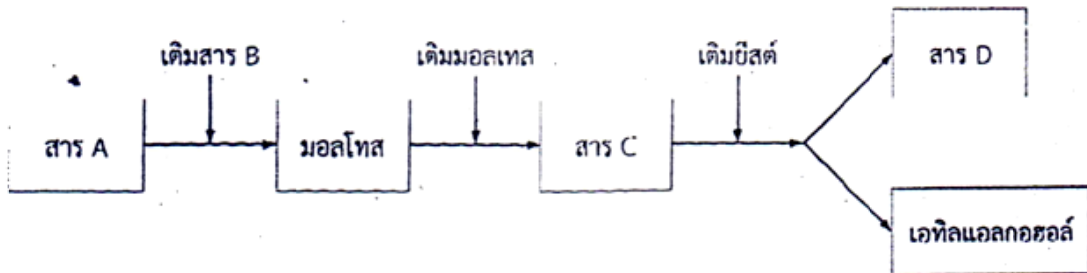 เติมสาร B
เติมมอลเทส
เติมยีสต์
สาร D
สาร A
มอลโทส
สาร C
เอทิลแอลกอฮอล์